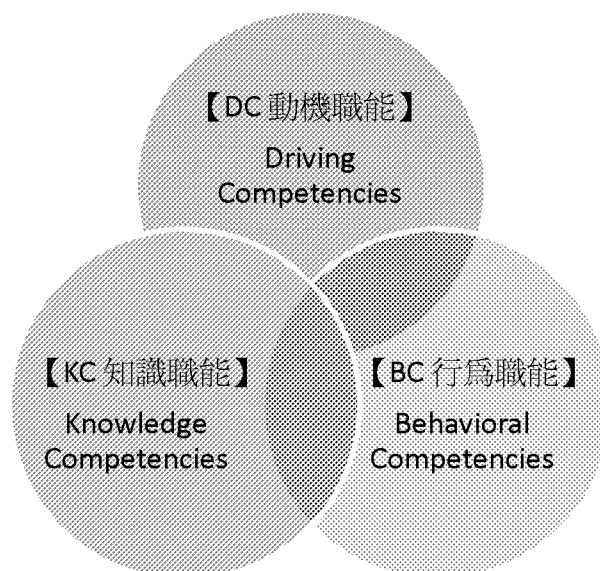 【DC 動機職能】
Driving
Competencies
【KC 知識職能】
Knowledge
Competencies
【BC 行爲職能】
Behavioral
Competencies